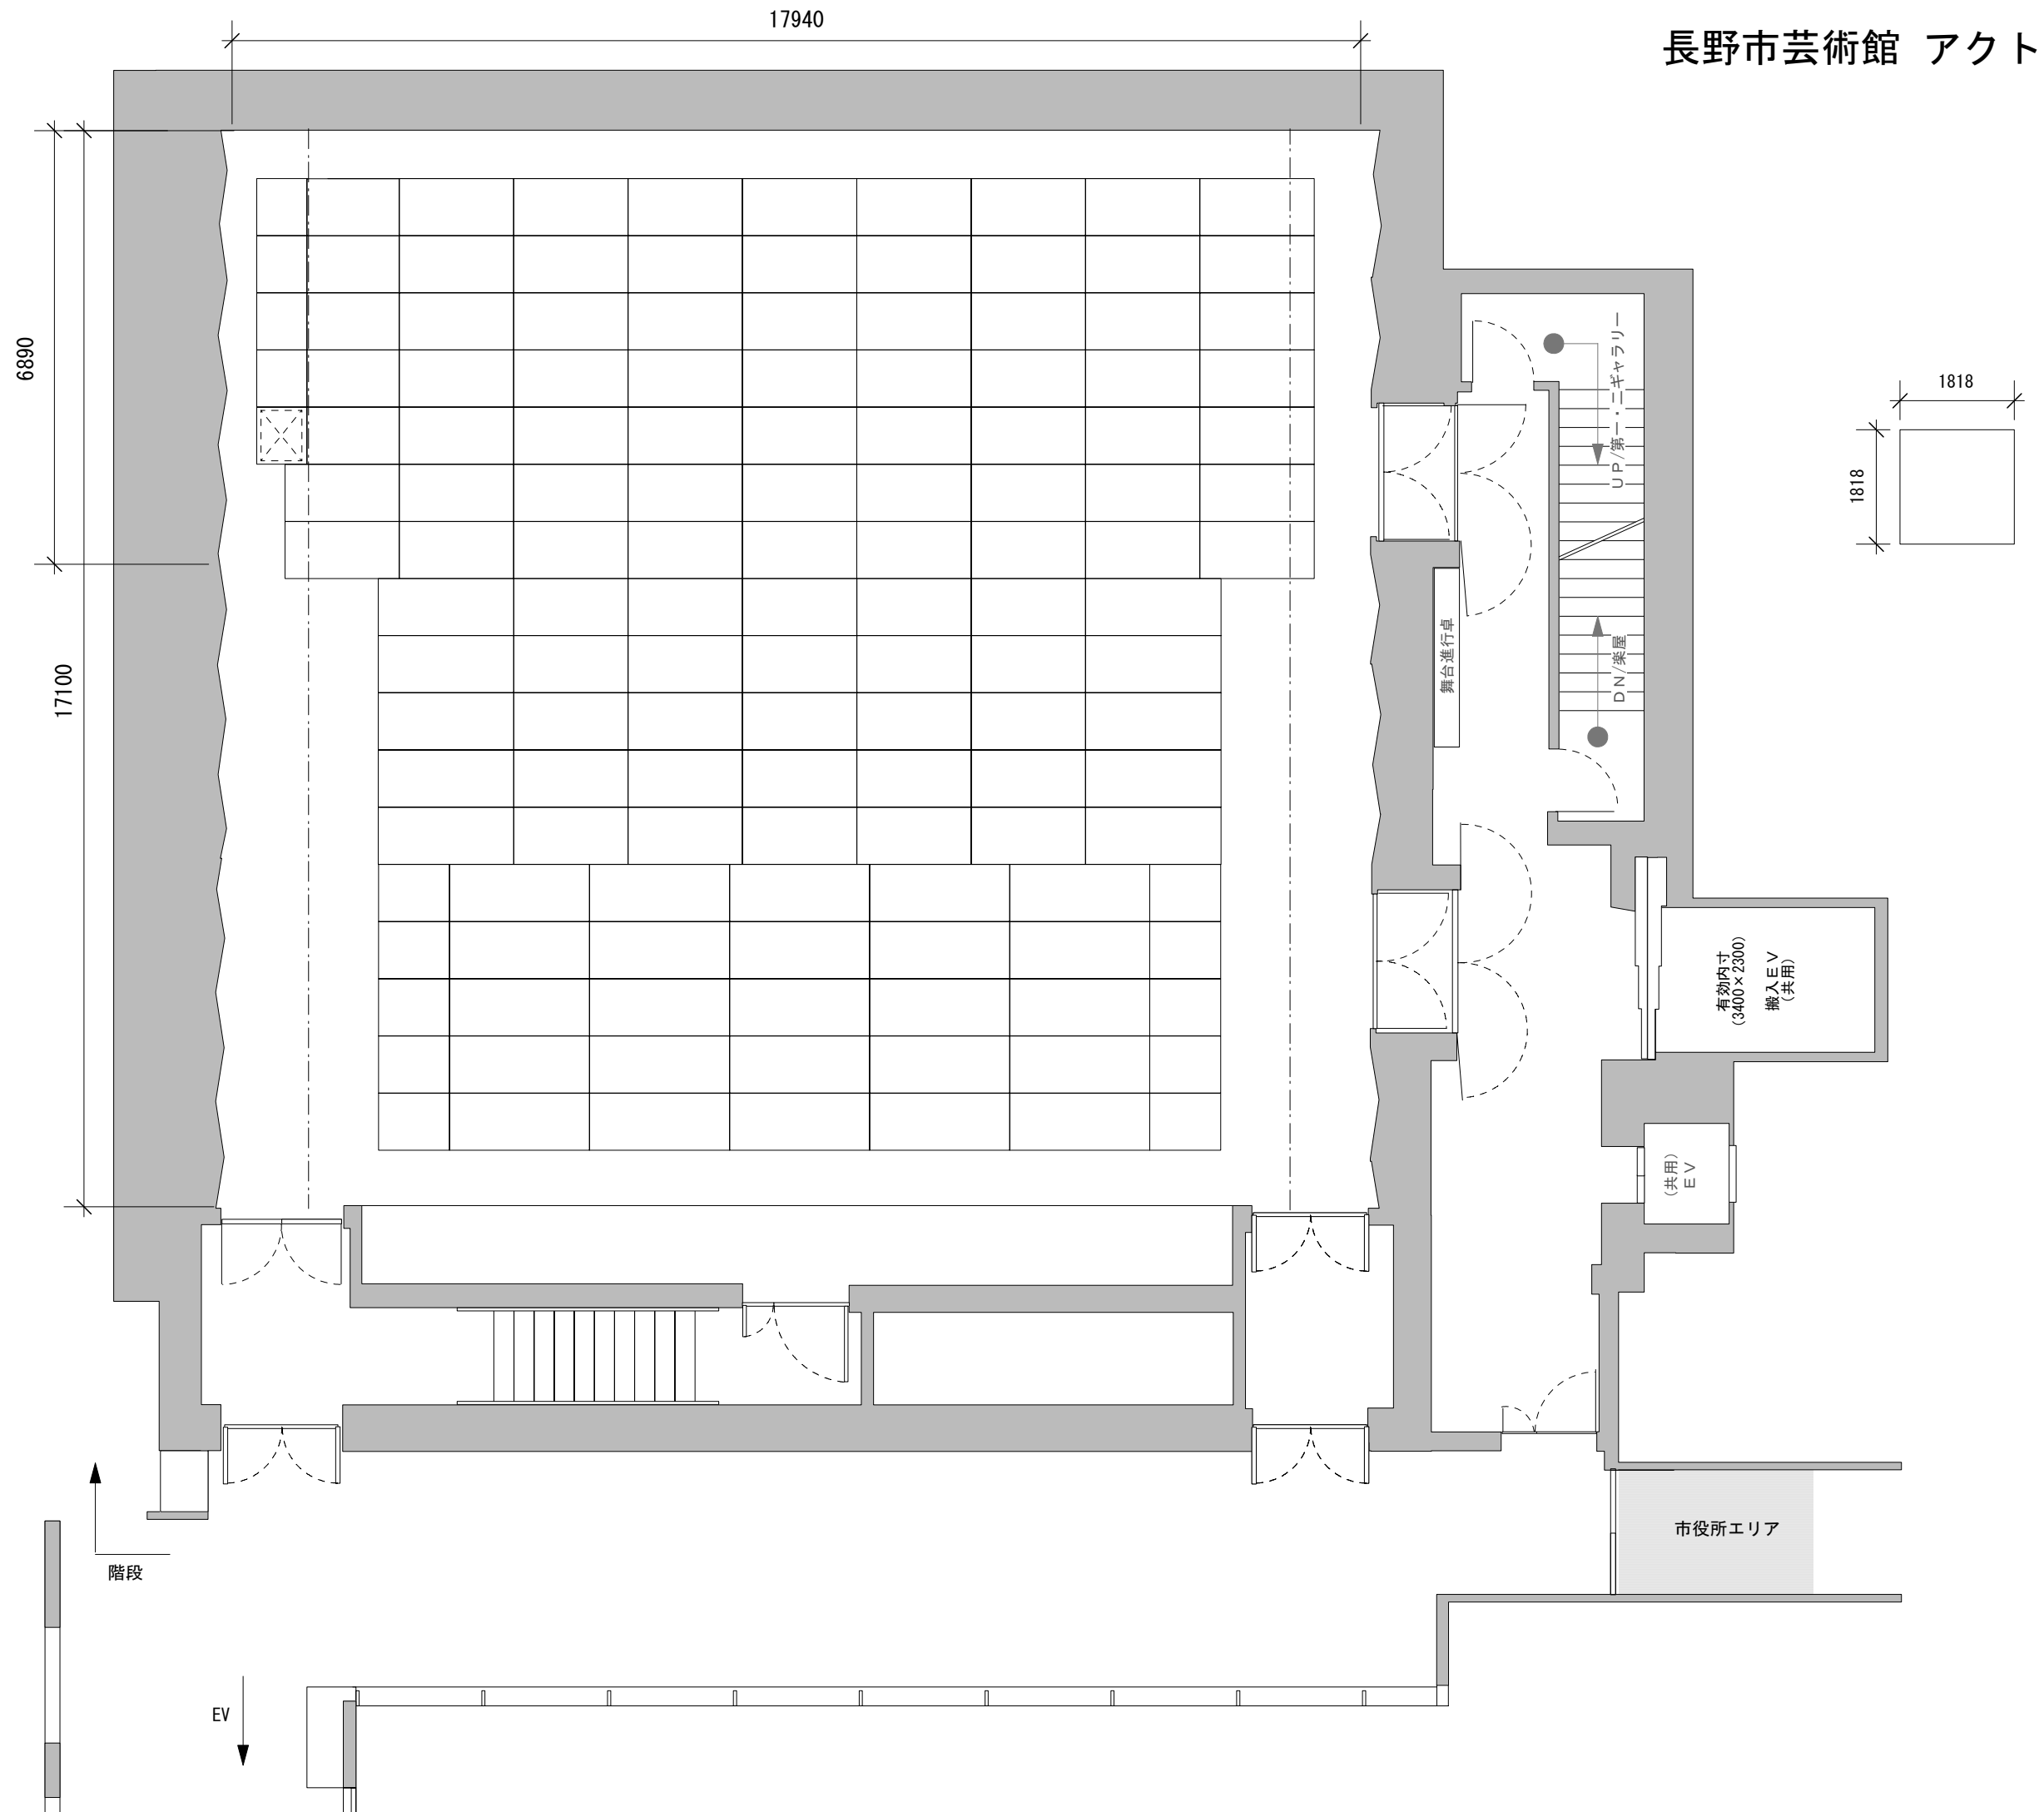 17940
長野市芸術館 アクト
6890
17100
UP/第一・二ギャラリー
1818
1818
舞台進行卓
DN/楽屋
有効内寸
(3400×2300)
搬入EV
(共用)
(共用)
EV
市役所エリア
階段
EV